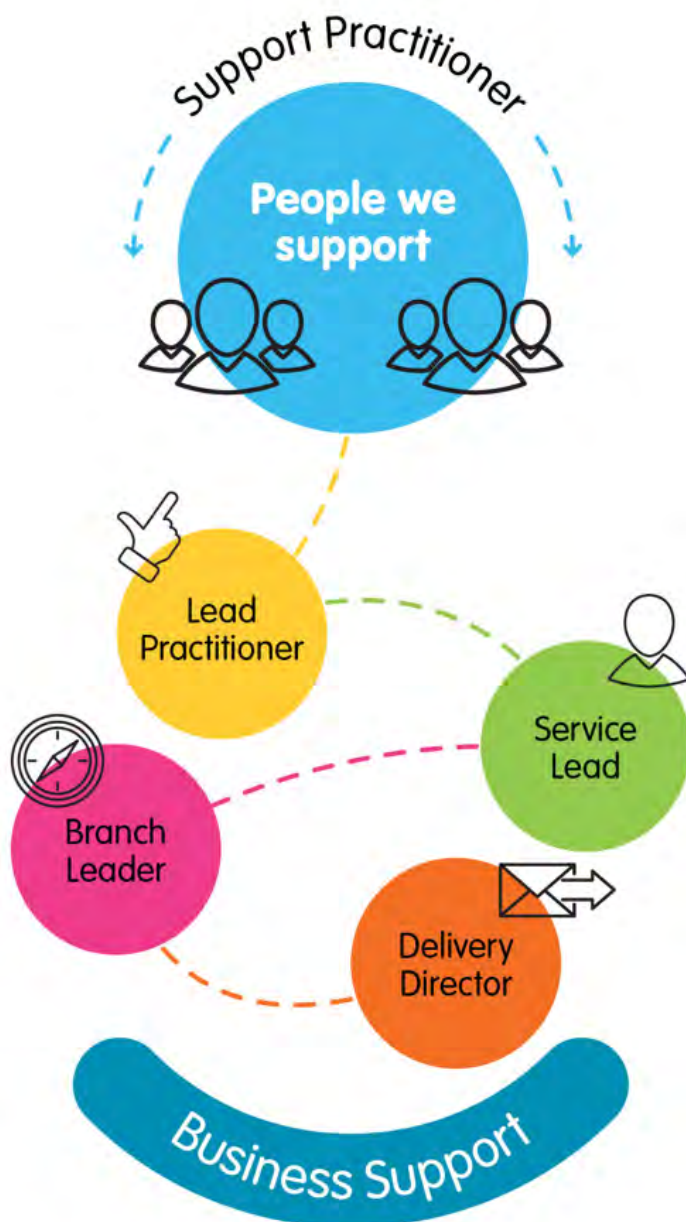 Support Practitioner
People we
support
Lead
Practitioner
Service
Lead
Branch
Leader
Delivery
Director
Business Support